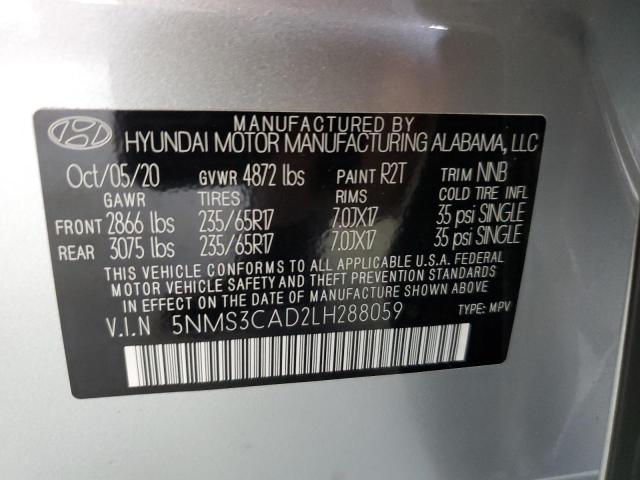 MANUFACTURED BY
HYUNDAI MOTOR MANUFACTURING ALABAMA, LLC
Oct/05/20 GVWR 4872 lbs PAINT R2T TRIM NNB
GAWR TIRES RIMS COLD TIRE INFL
FRONT 2866 lbs 235/65R17 7.0JX17 35 psi SINGLE
REAR 3075 lbs 235/65R17 7.0JX17 35 psi SINGLE
THIS VEHICLE CONFORMS TO ALL APPLICABLE U.S.A. FEDERAL
MOTOR VEHICLE SAFETY AND THEFT PREVENTION STANDARDS
IN EFFECT ON THE DATE OF MANUFACTURE SHOWN ABOVE
V.I.N 5NMS3CAD2LH288059 TYPE: MPV